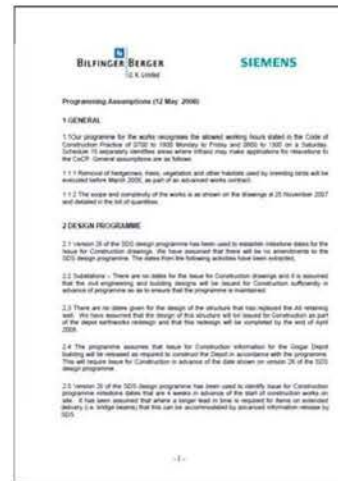 BILFINGER BERGER
U.K. Limited
SIEMENS
Programming Assumptions (12 May 2008)
1 GENERAL
1.1 Our programme for the works recognises the allowed working hours stated in the Code of
Construction Practice of 0700 to 1900 Monday to Friday and 0800 to 1300 on a Saturday.
Schedule 15 separately identifies areas where Infraco may make applications for relaxations to
the CoCP. General assumptions are as follows:
1.1.1 Removal of hedgerows, trees, vegetation and other habitats used by breeding birds will be
executed before March 2008, as part of an advanced works contract.
1.1.2 The scope and complexity of the works is as shown on the drawings at 25 November 2007
and detailed in the bill of quantities.
2 DESIGN PROGRAMME
2.1 Version 26 of the SDS design programme has been used to establish milestone dates for the
Issue for Construction drawings. We have assumed that there will be no amendments to the
SDS design programme. The dates from the following activities have been extracted.
2.2 Substations – There are no dates for the Issue for Construction drawings and it is assumed
that the civil engineering and building designs will be issued for Construction sufficiently in
advance of programme so as to ensure that the programme is maintained.
2.3 There are no dates given for the design of the structure that has replaced the A8 retaining
wall. We have assumed that the design of this structure will be issued for Construction as part
of the depot earthworks redesign and that this redesign will be completed by the end of April
2008.
2.4 The programme assumes that Issue for Construction information for the Gogar Depot
building will be released as required to construct the Depot in accordance with the programme.
This will require Issue for Construction in advance of the date shown on version 26 of the SDS
design programme.
2.5 Version 26 of the SDS design programme has been used to identify Issue for Construction
programme milestone dates that are 4 weeks in advance of the start of construction works on
site. It has been assumed that where a longer lead in time is required for items on extended
delivery (i.e. bridge beams) that this can be accommodated by advanced information release by
SDS.